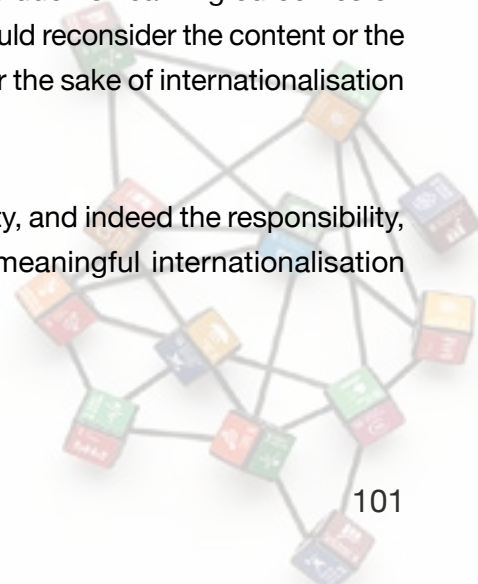 uld reconsider the content or the
r the sake of internationalisation
ty, and indeed the responsibility,
meaningful internationalisation
101